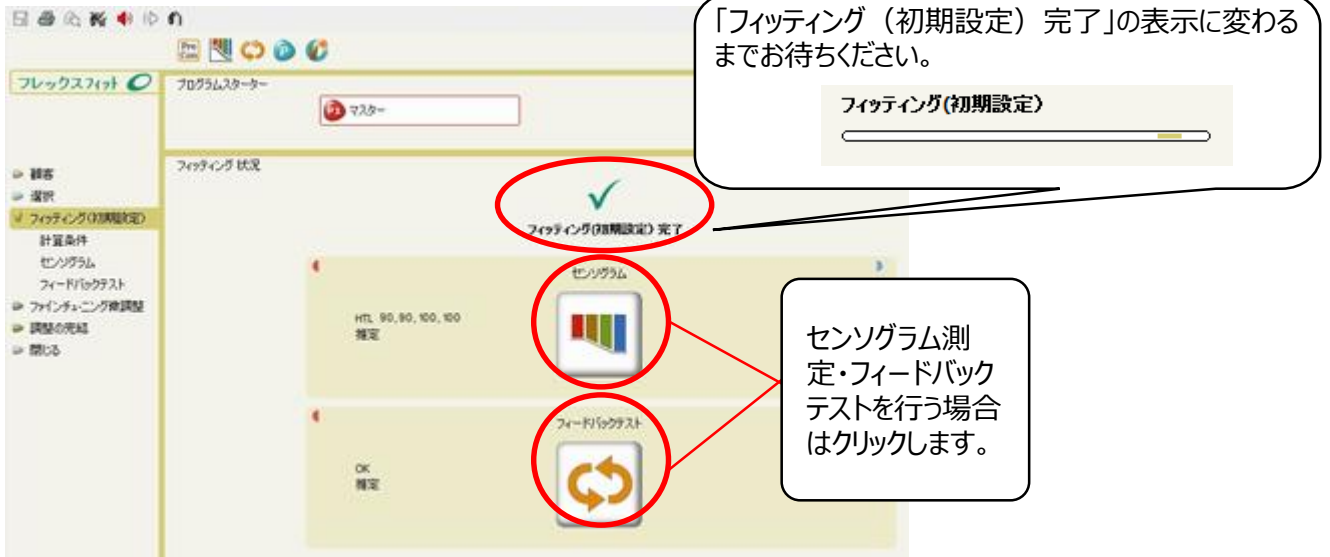 「フィッティング（初期設定）完了」の表示に変わる
までお待ちください。
フィッティング(初期設定)
フレックスフィット
プログラムスターター
マスター
フィッティング 状況
顧客
選択
フィッティング(初期設定)
計算条件
センソグラム
フィードバックテスト
ファインチューニング微調整
調整の完結
閉じる
フィッティング(初期設定) 完了
センソグラム
HTL 90,90,100,100
推定
フィードバックテスト
OK
推定
センソグラム測
定・フィードバック
テストを行う場合
はクリックします。